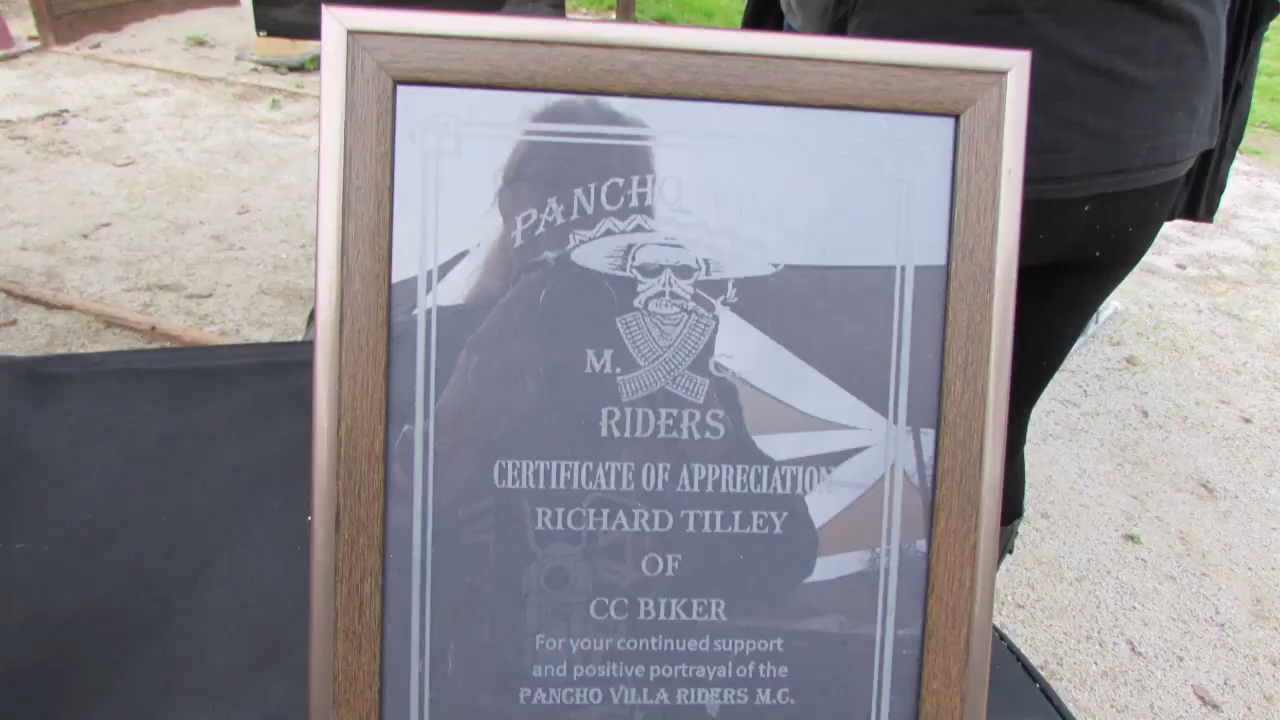 PANCHO VILLA
M. C.
RIDERS
CERTIFICATE OF APPRECIATION
RICHARD TILLEY
OF
CC BIKER
For your continued support
and positive portrayal of the
PANCHO VILLA RIDERS M.C.